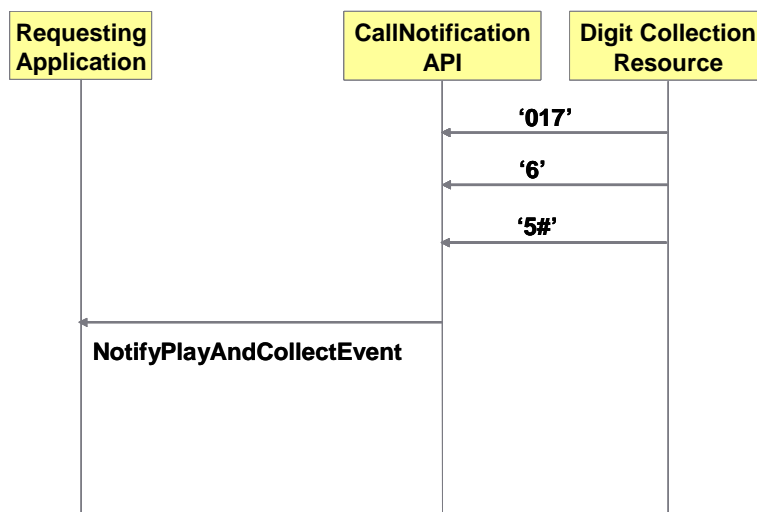 Requesting
Application
CallNotification
API
Digit Collection
Resource
‘017’
‘6’
‘5#’
NotifyPlayAndCollectEvent